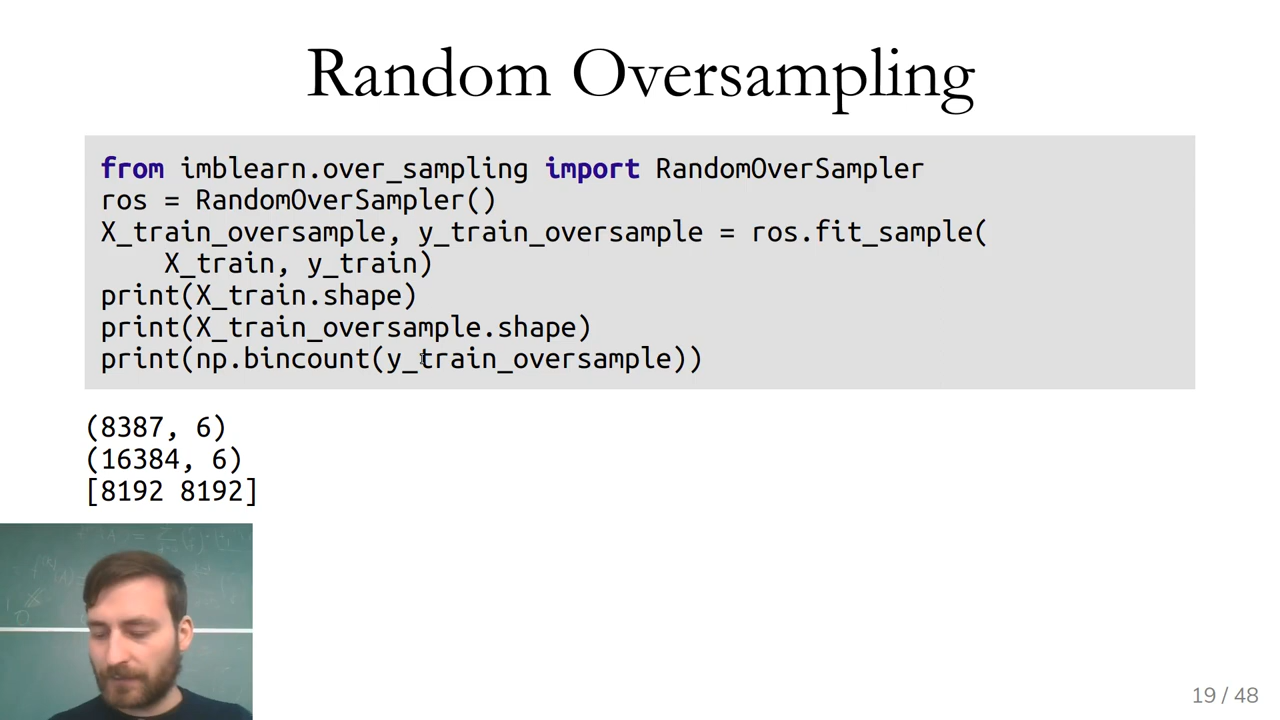 Random Oversampling
from imblearn.over_sampling import RandomOverSampler
ros = RandomOverSampler()
X_train_oversample, y_train_oversample = ros.fit_sample(
    X_train, y_train)
print(X_train.shape)
print(X_train_oversample.shape)
print(np.bincount(y_train_oversample))
(8387, 6)
(16384, 6)
[8192 8192]
19 / 48